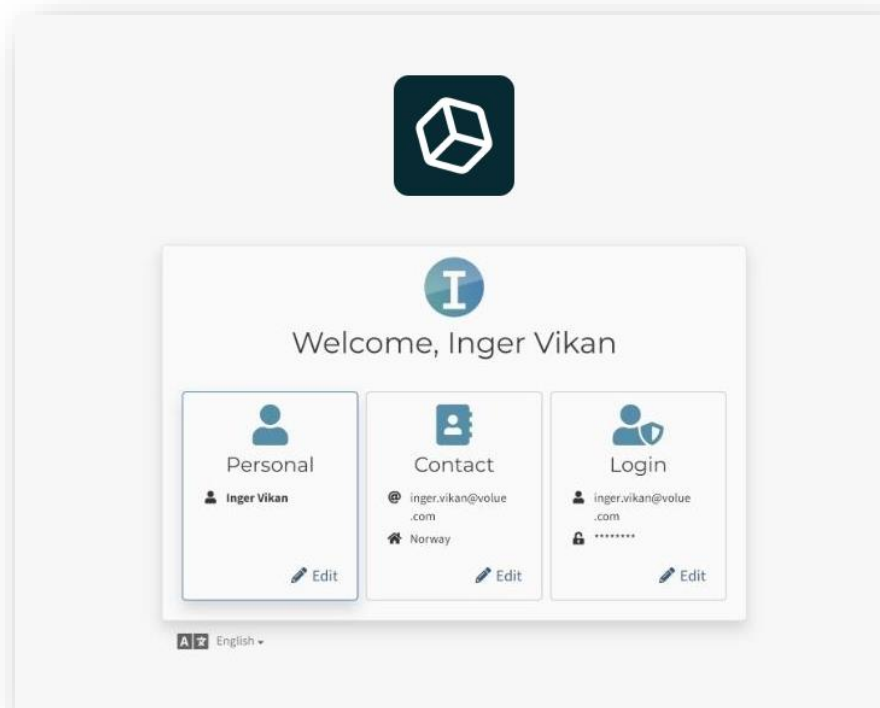 I
Welcome, Inger Vikan
Personal
Inger Vikan
Edit
Contact
@ inger.vikan@volue
.com
Norway
Edit
Login
inger.vikan@volue
.com
********
Edit
A 文 English